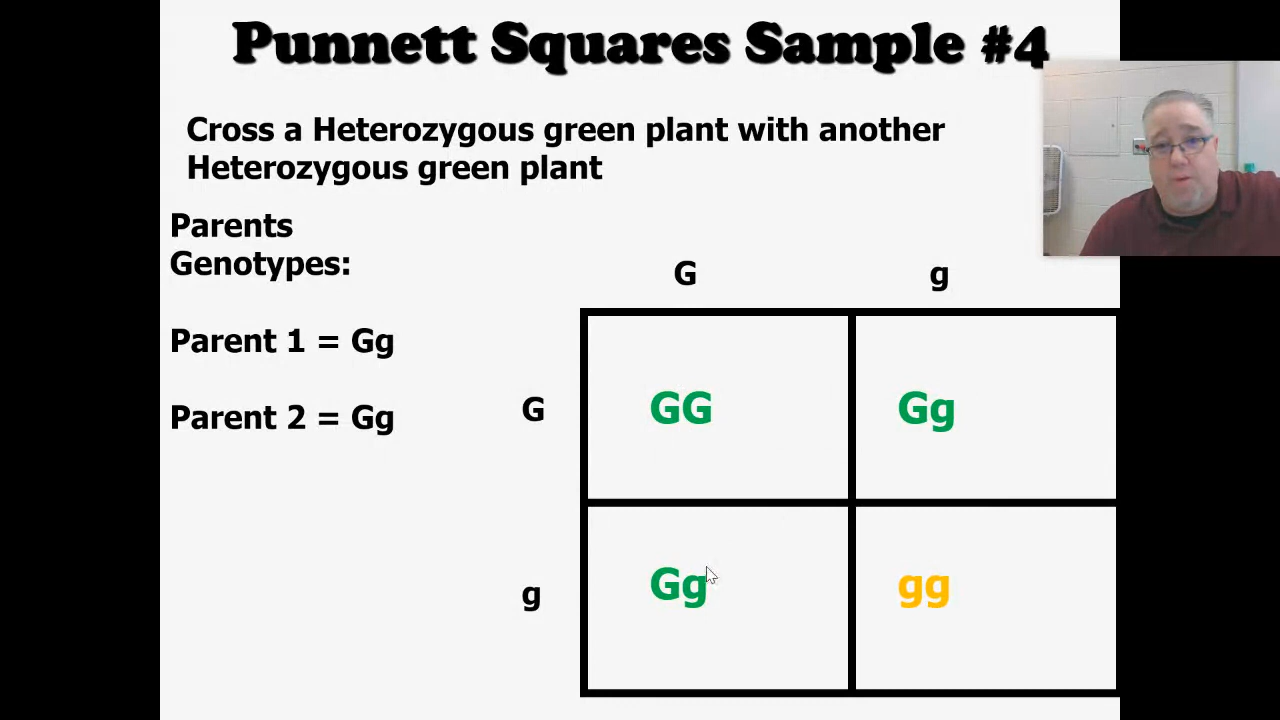 Punnett Squares Sample #4
Cross a Heterozygous green plant with another
Heterozygous green plant
Parents
Genotypes:
G g
Parent 1 = Gg
Parent 2 = Gg
G GG Gg
g Gg gg